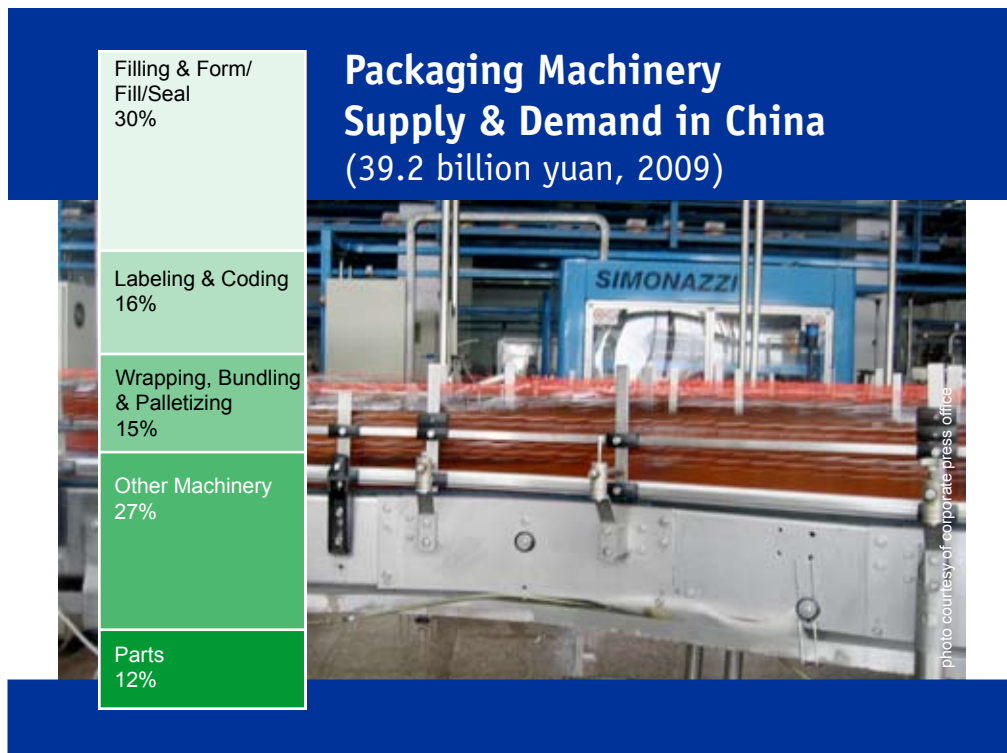 Packaging Machinery
Supply & Demand in China
(39.2 billion yuan, 2009)
Filling & Form/
Fill/Seal
30%
Labeling & Coding
16%
Wrapping, Bundling
& Palletizing
15%
Other Machinery
27%
Parts
12%
SIMONAZZI
photo courtesy of corporate press office